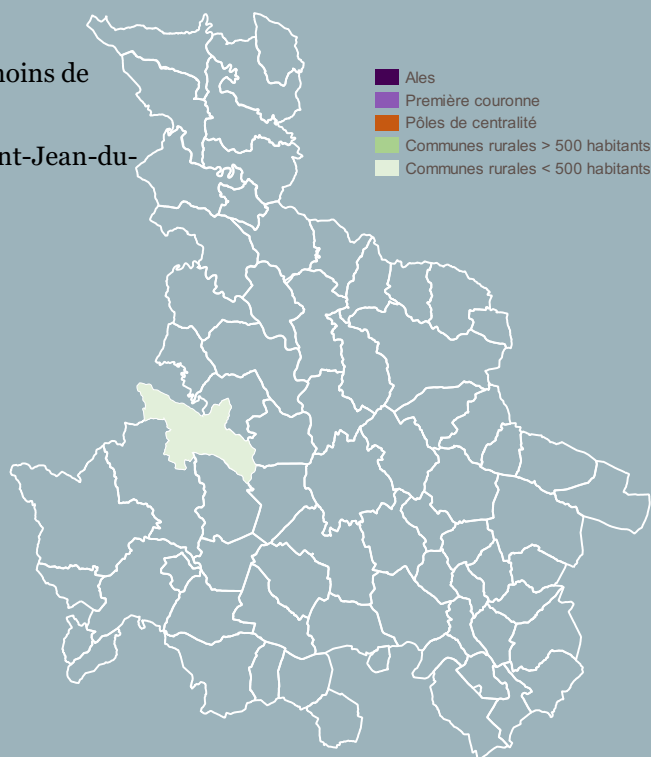 moins de
nt-Jean-du-
Ales
Première couronne
Pôles de centralité
Communes rurales > 500 habitants
Communes rurales < 500 habitants